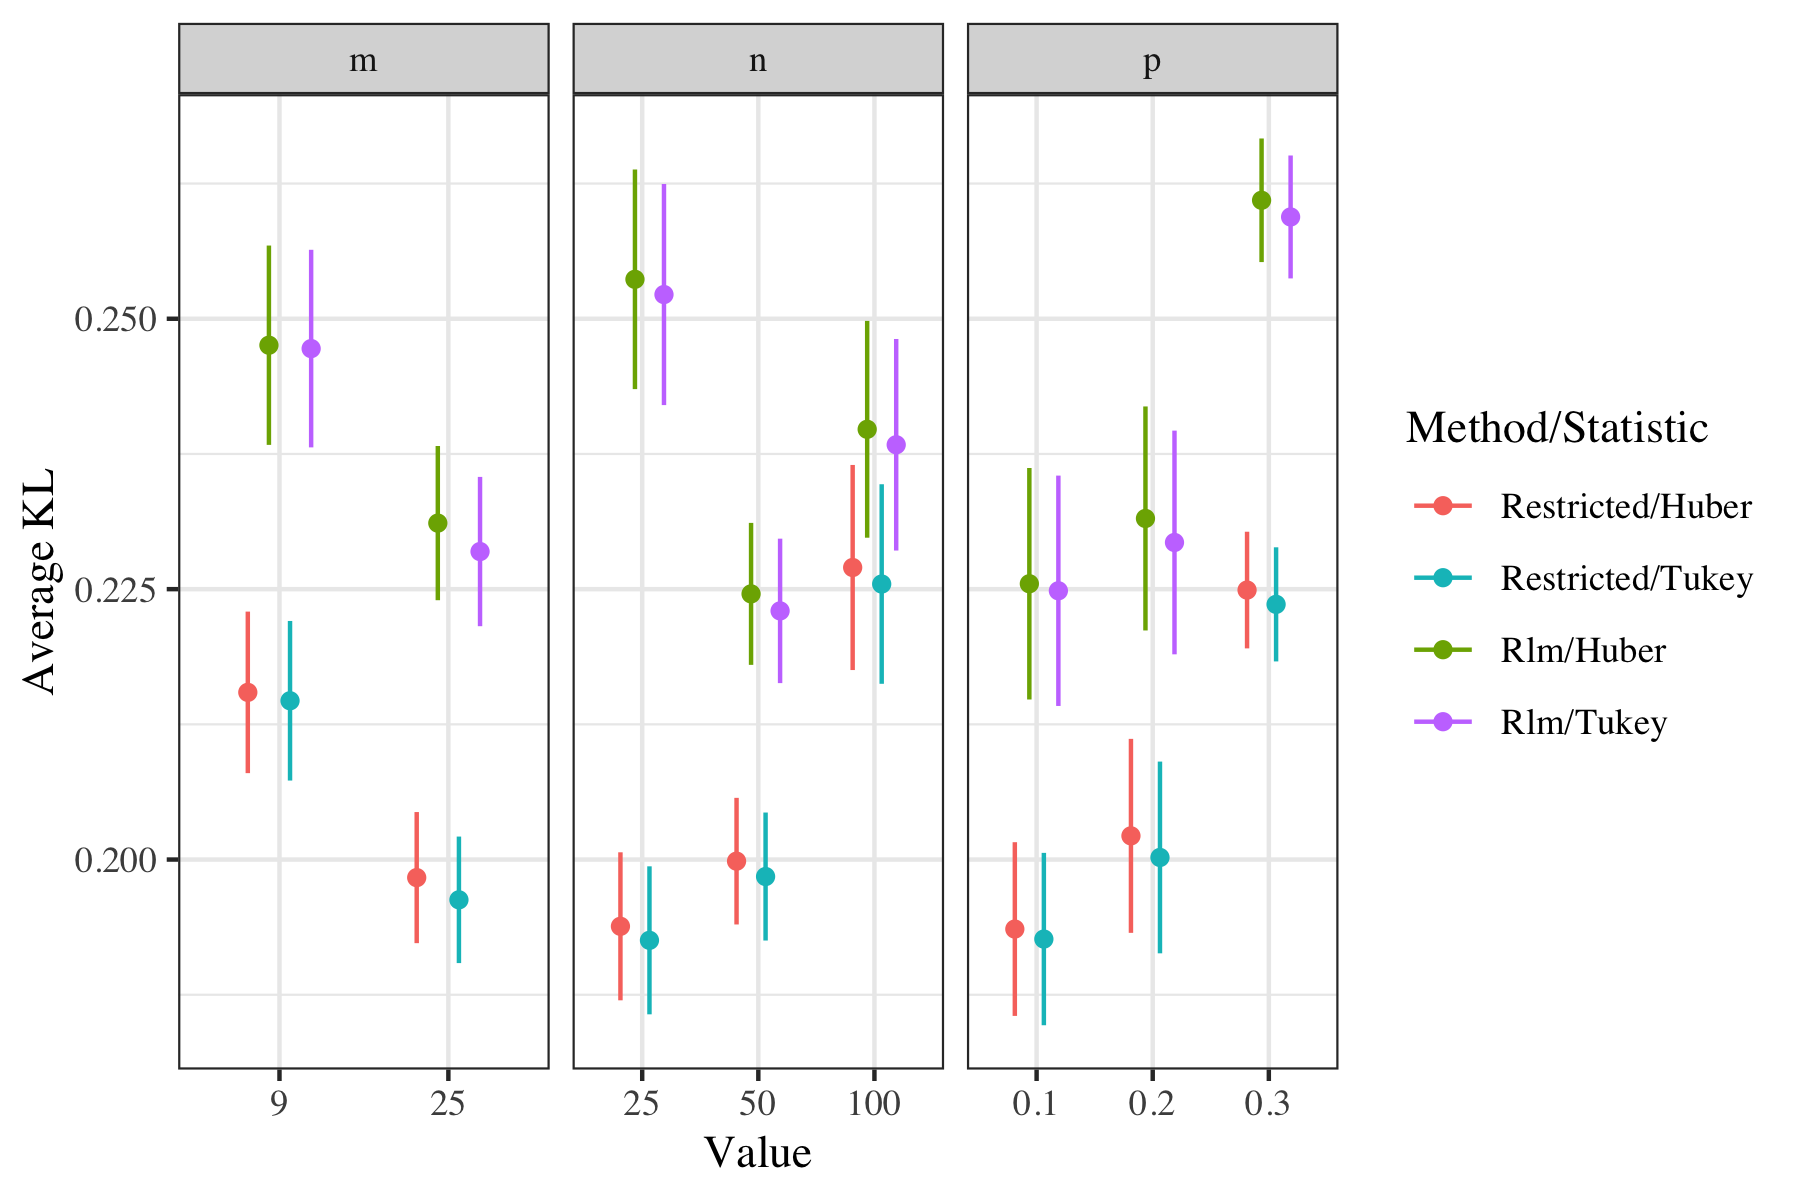 m
n
p
Average KL
0.250
0.225
0.200
9
25
25
50
100
0.1
0.2
0.3
Value
Method/Statistic
Restricted/Huber
Restricted/Tukey
Rlm/Huber
Rlm/Tukey